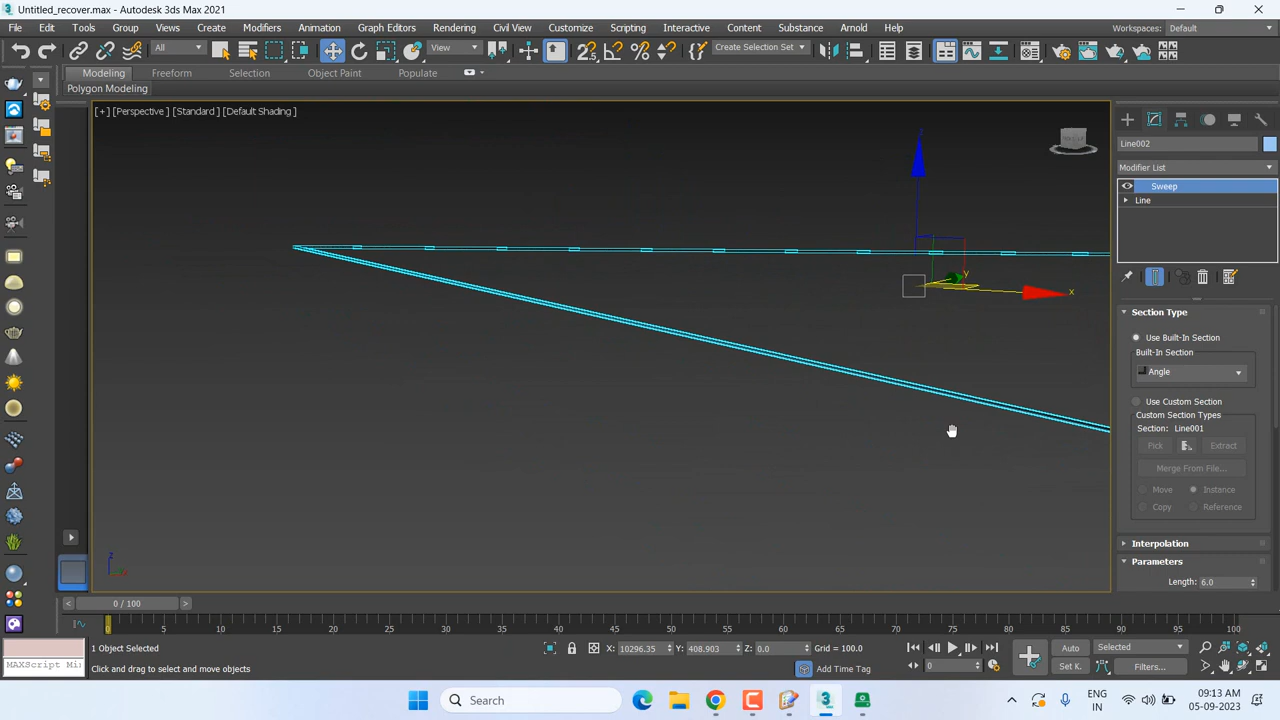 Untitled_recover.max - Autodesk 3ds Max 2021
File Edit Tools Group Views Create Modifiers Animation Graph Editors Rendering Civil View Customize Scripting Interactive Content Substance Arnold Help Workspaces: Default
All View Create Selection Set
Modeling Freeform Selection Object Paint Populate
Polygon Modeling
[+] [Perspective ] [Standard ] [Default Shading ]
Line002
Modifier List
Sweep
Line
z
y
x
Section Type
Use Built-In Section
Built-In Section
Angle
Use Custom Section
Custom Section Types
Section: Line001
Pick Extract
Merge From File...
Move Instance
Copy Reference
Interpolation
Parameters
Length: 6.0
z
0 / 100
0 5 10 15 20 25 30 35 40 45 50 55 60 65 70 75 80 85 90 95 100
1 Object Selected X: 10296.35 Y: 408.903 Z: 0.0 Grid = 100.0 Auto Selected
MAXScript Mi Click and drag to select and move objects Add Time Tag 0 Set K. Filters...
Search
ENG
IN
09:13 AM
05-09-2023